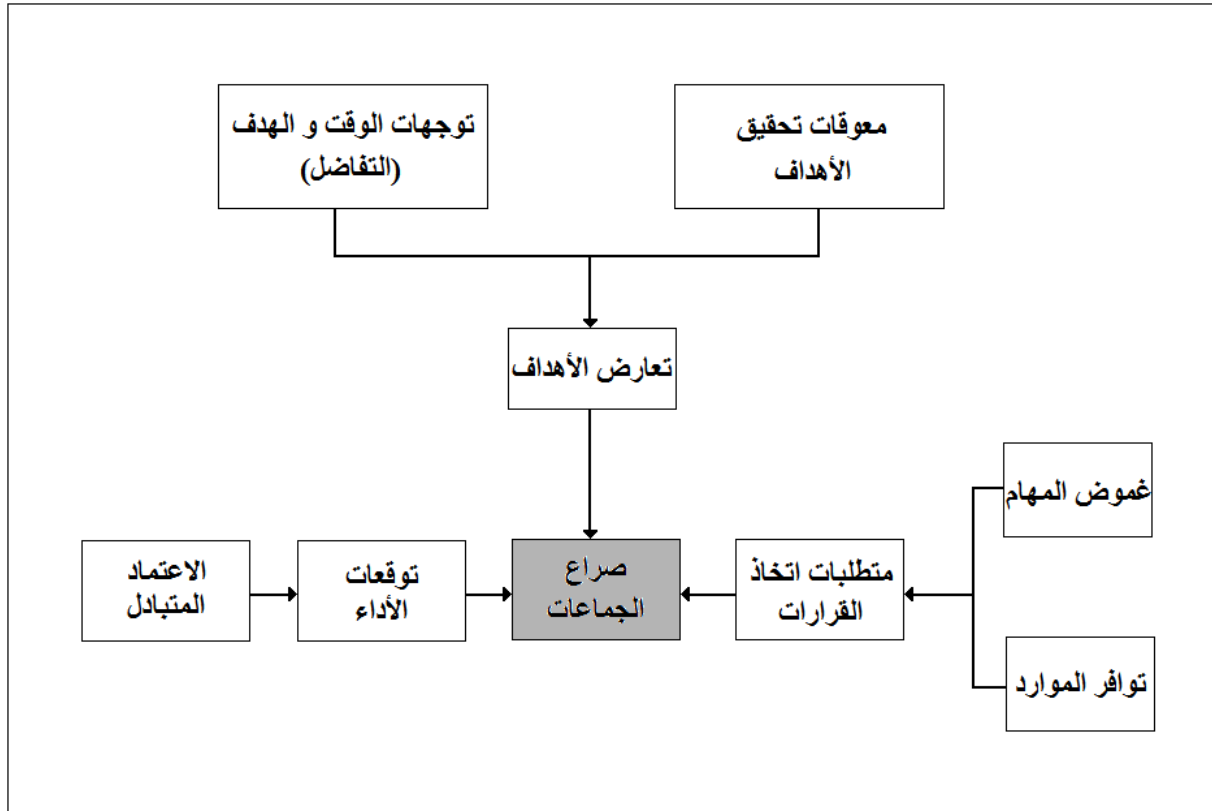 معوقات تحقيق
الأهداف
توجهات الوقت و الهدف
(التفاضل)
تعارض الأهداف
غموض المهام
متطلبات اتخاذ
القرارات
صراع
الجماعات
توقعات
الأداء
الاعتماد
المتبادل
توافر الموارد